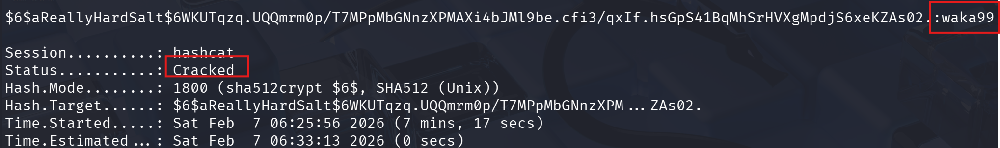 $6$aReallyHardSalt$6WKUTqzq.UQQmrm0p/T7MPpMbGNnzXPMAXi4bJMl9be.cfi3/qxIf.hsGpS41BqMhSrHVXgMpdjS6xeKZAs02.:waka99
Session..........: hashcat
Status...........: Cracked
Hash.Mode........: 1800 (sha512crypt $6$, SHA512 (Unix))
Hash.Target......: $6$aReallyHardSalt$6WKUTqzq.UQQmrm0p/T7MPpMbGNnzXPM...ZAs02.
Time.Started.....: Sat Feb  7 06:25:56 2026 (7 mins, 17 secs)
Time.Estimated...: Sat Feb  7 06:33:13 2026 (0 secs)